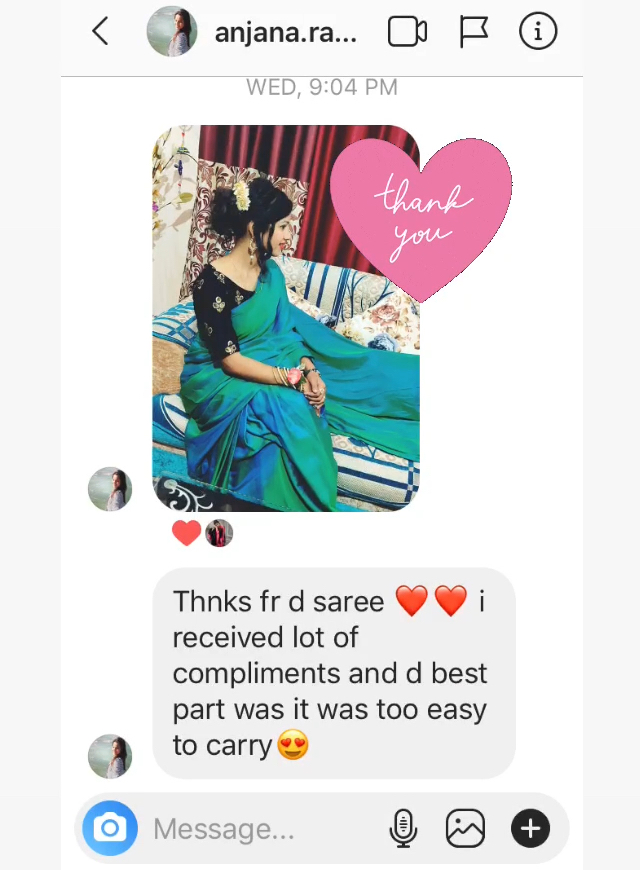 anjana.ra...
WED, 9:04 PM
thank
you
Thnks fr d saree ❤️❤️ i
received lot of
compliments and d best
part was it was too easy
to carry😍
Message...